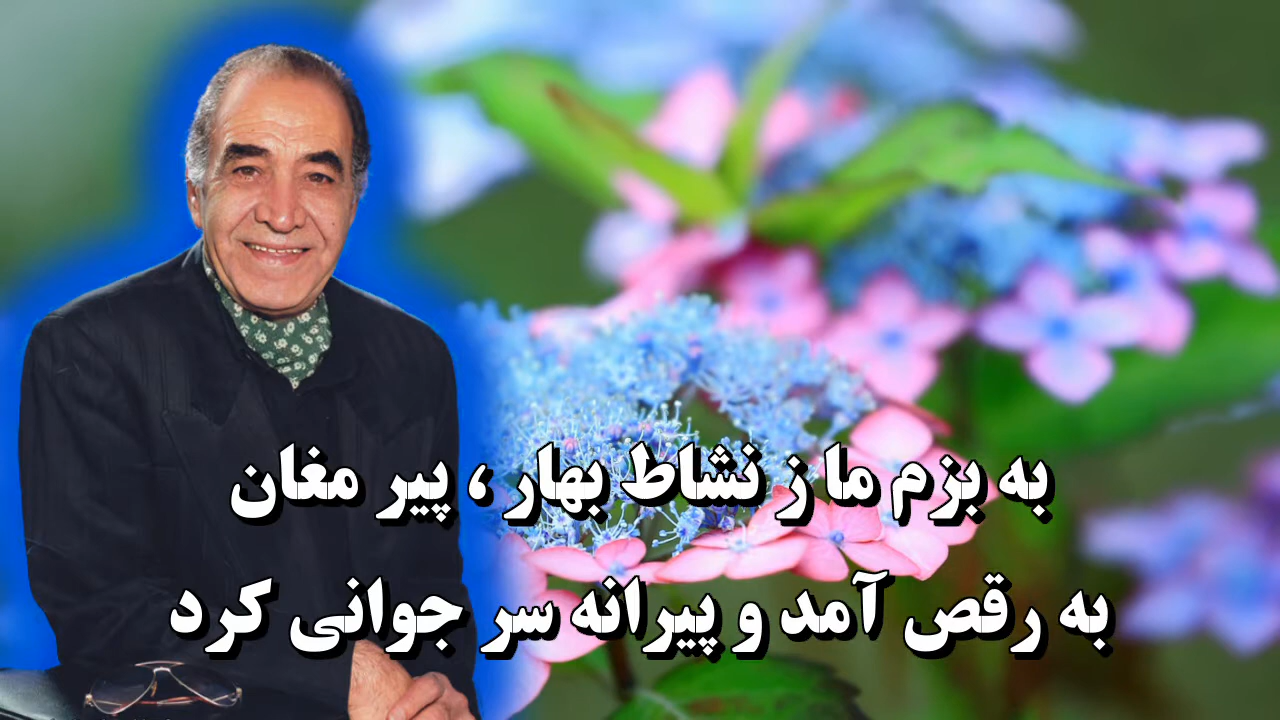 به بزم ما ز نشاط بهار ، پیر مغان
به رقص آمد و پیرانه سر جوانی کرد